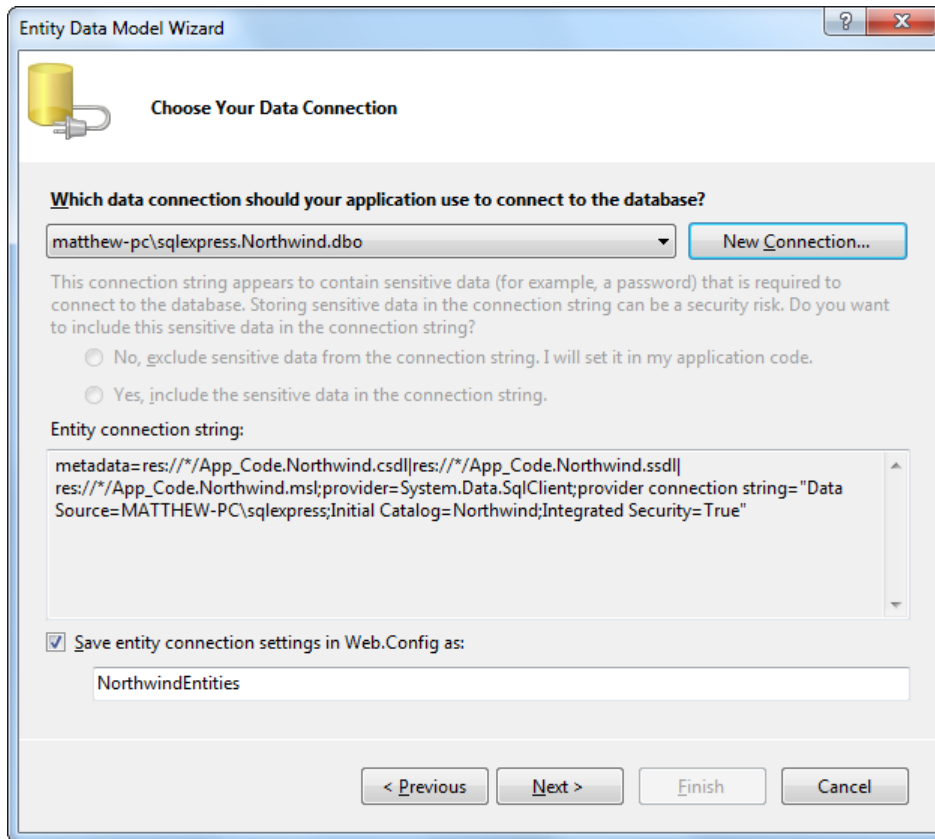 Entity Data Model Wizard
Choose Your Data Connection
Which data connection should your application use to connect to the database?
matthew-pc\sqlexpress.Northwind.dbo
New Connection...
This connection string appears to contain sensitive data (for example, a password) that is required to
connect to the database. Storing sensitive data in the connection string can be a security risk. Do you want
to include this sensitive data in the connection string?
No, exclude sensitive data from the connection string. I will set it in my application code.
Yes, include the sensitive data in the connection string.
Entity connection string:
metadata=res://*/App_Code.Northwind.csdl|res://*/App_Code.Northwind.ssdl|
res://*/App_Code.Northwind.msl;provider=System.Data.SqlClient;provider connection string="Data
Source=MATTHEW-PC\sqlexpress;Initial Catalog=Northwind;Integrated Security=True"
Save entity connection settings in Web.Config as:
NorthwindEntities
< Previous
Next >
Finish
Cancel